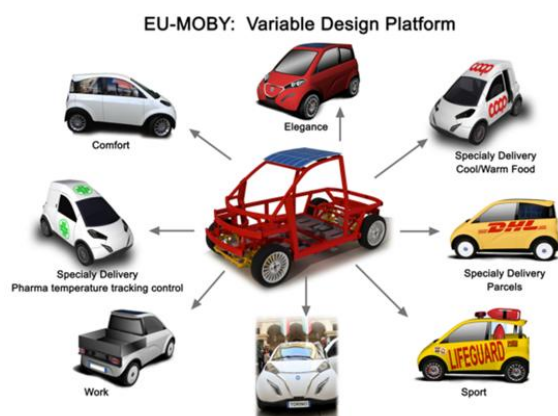 EU-MOBY: Variable Design Platform
Comfort
Elegance
coop
coop
Specialy Delivery
Cool/Warm Food
Specialy Delivery
Pharma temperature tracking control
DHL
Specialy Delivery
Parcels
Work
LIFEGUARD
Sport